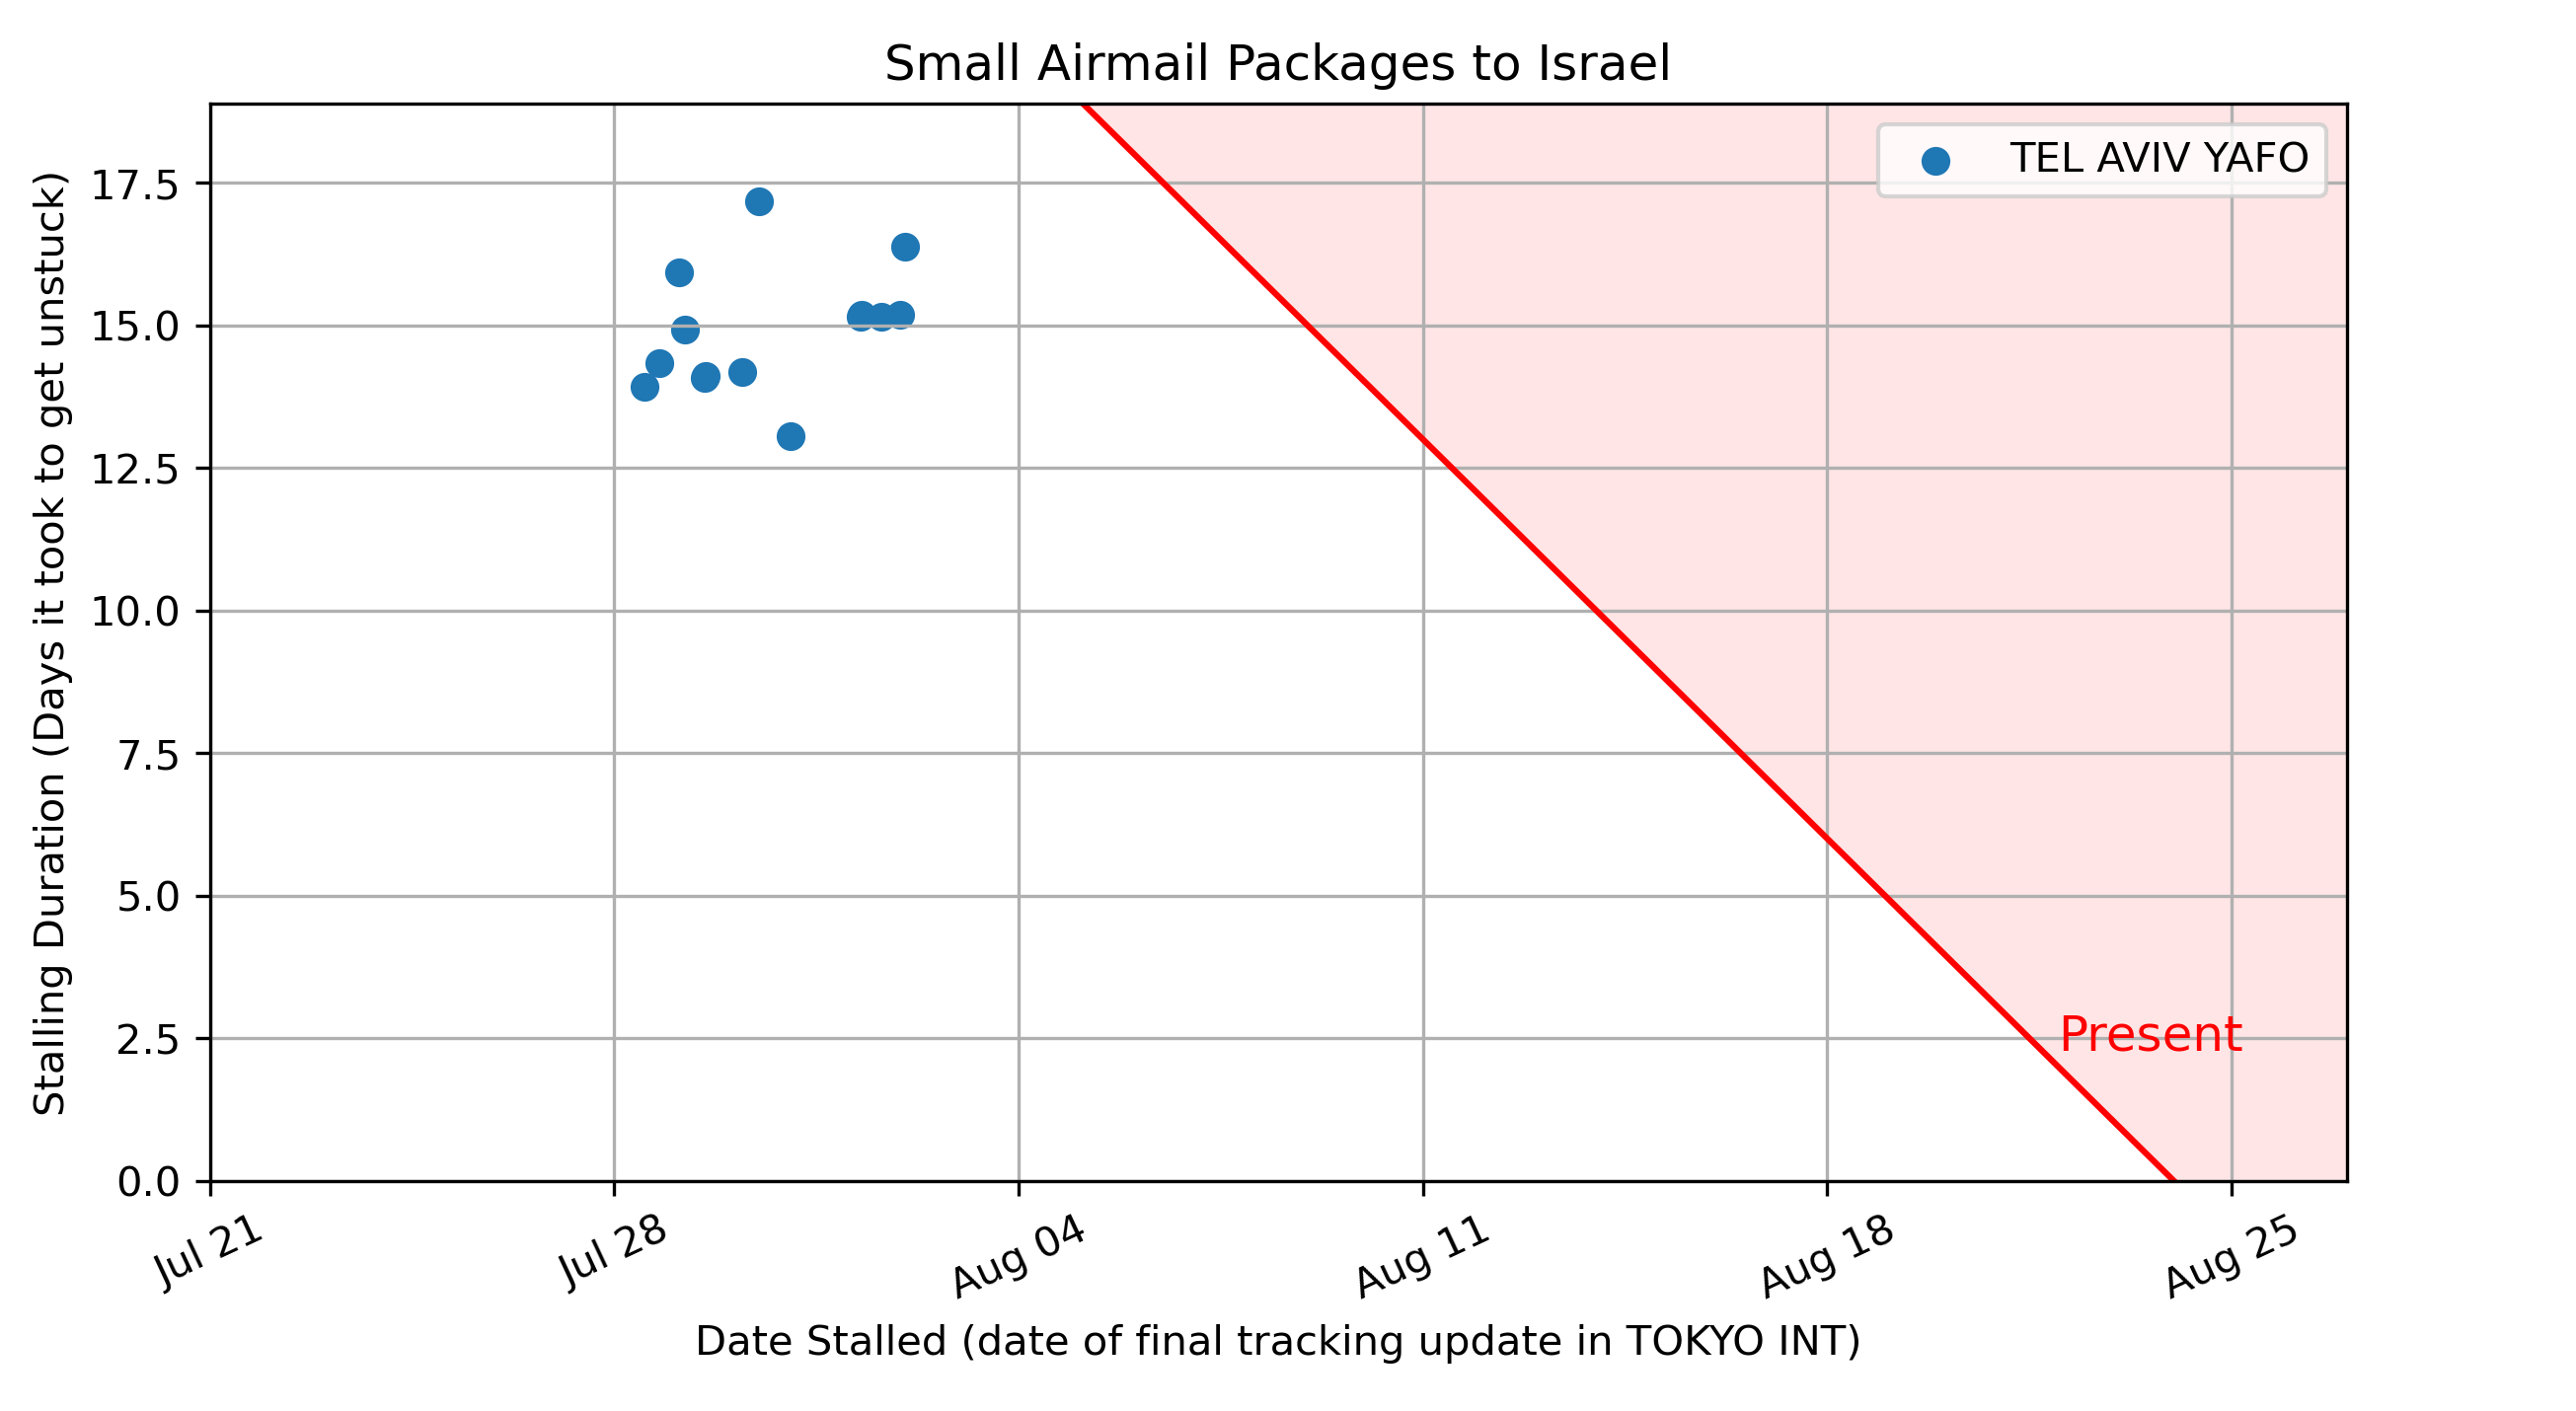 Small Airmail Packages to Israel
TEL AVIV YAFO
Stalling Duration (Days it took to get unstuck)
17.5
15.0
12.5
10.0
7.5
5.0
2.5
0.0
Present
Jul 21
Jul 28
Aug 04
Aug 11
Aug 18
Aug 25
Date Stalled (date of final tracking update in TOKYO INT)